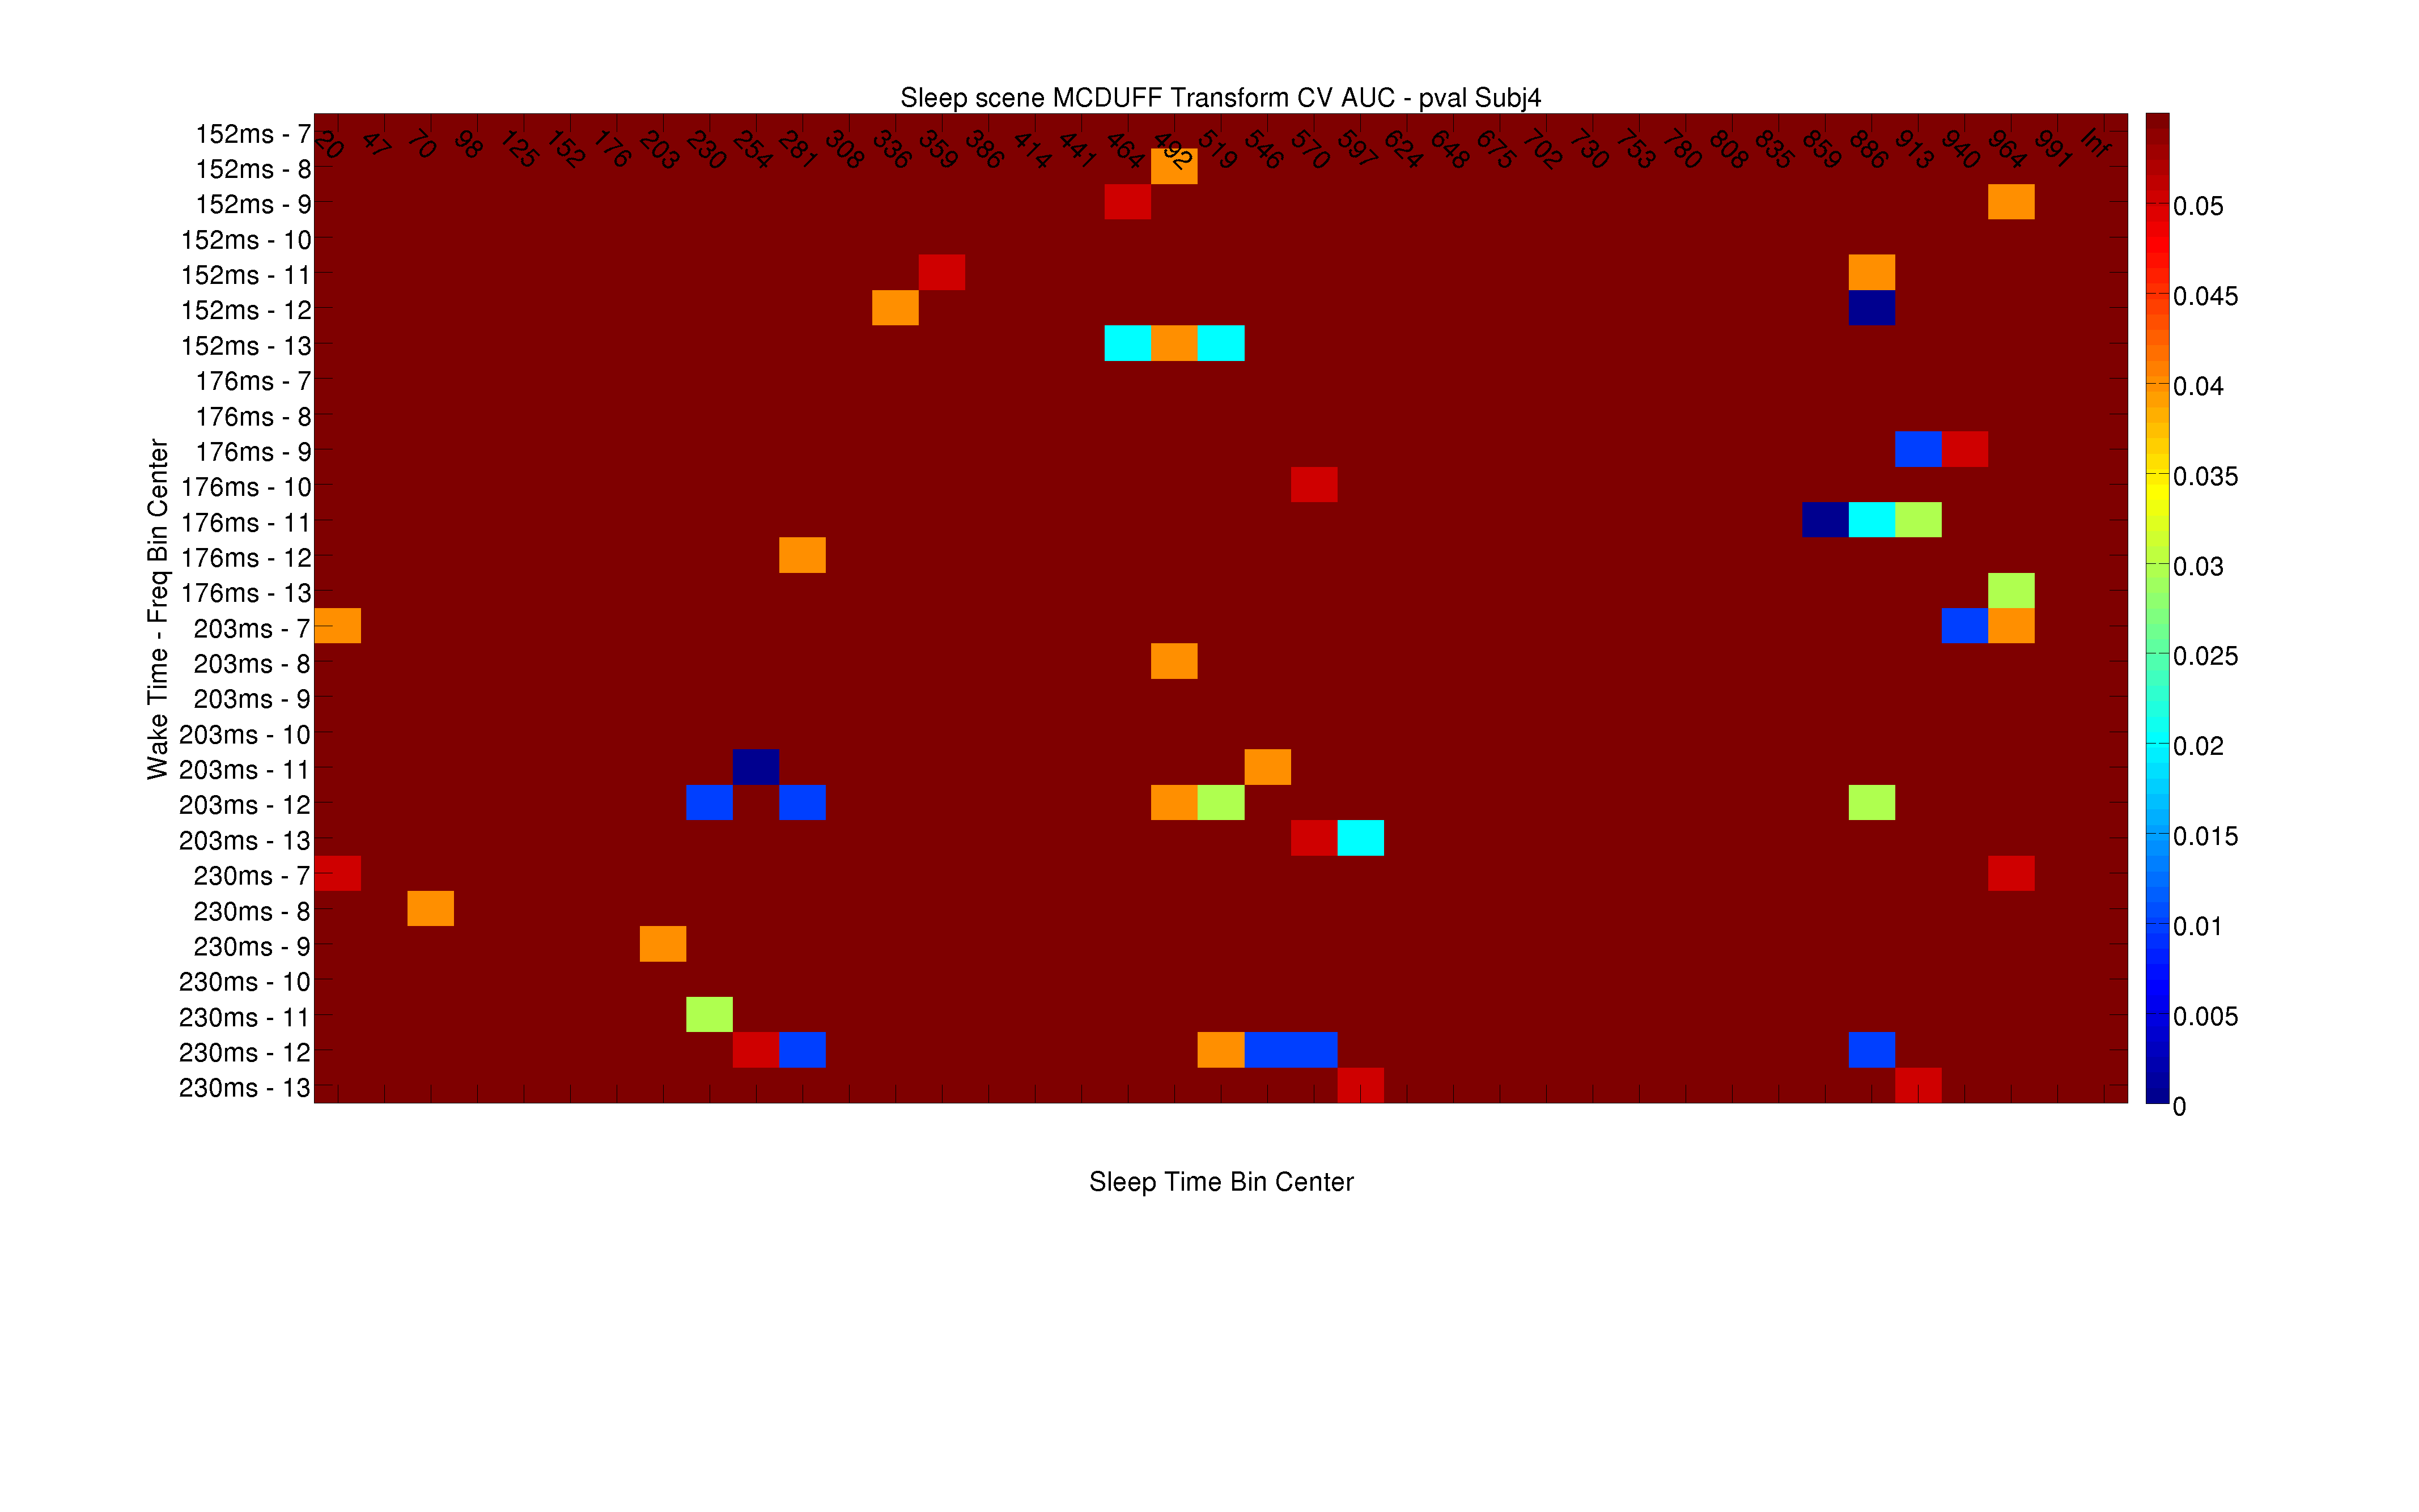 Sleep scene MCDUFF Transform CV AUC - pval Subj4
20 47 70 98 125 152 176 203 230 254 281 308 336 359 386 414 441 464 492 519 546 570 597 624 648 675 702 730 753 780 808 835 859 886 913 940 964 991 Inf
Wake Time - Freq Bin Center
152ms - 7
152ms - 8
152ms - 9
152ms - 10
152ms - 11
152ms - 12
152ms - 13
176ms - 7
176ms - 8
176ms - 9
176ms - 10
176ms - 11
176ms - 12
176ms - 13
203ms - 7
203ms - 8
203ms - 9
203ms - 10
203ms - 11
203ms - 12
203ms - 13
230ms - 7
230ms - 8
230ms - 9
230ms - 10
230ms - 11
230ms - 12
230ms - 13
0.05
0.045
0.04
0.035
0.03
0.025
0.02
0.015
0.01
0.005
0
Sleep Time Bin Center